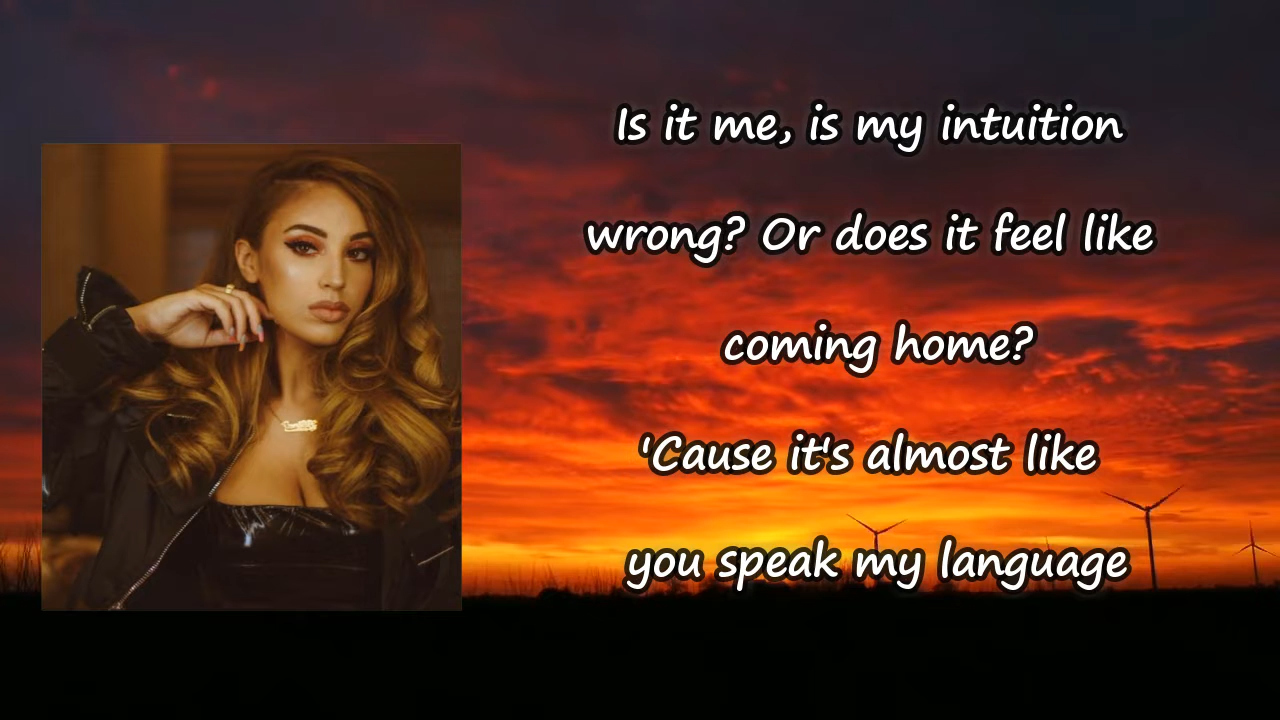 Is it me, is my intuition
wrong? Or does it feel like
coming home?
'Cause it's almost like
you speak my language